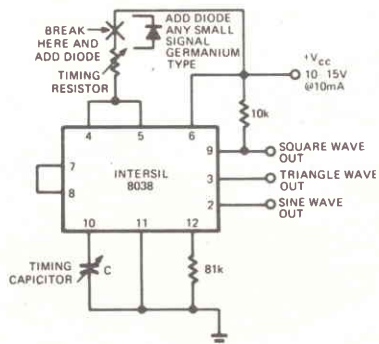 BREAK
HERE AND
ADD DIODE
ADD DIODE
ANY SMALL
SIGNAL
GERMANIUM
TYPE
TIMING
RESISTOR
+Vcc
10 15V
@10mA
10k
4
5
6
7
8
INTERSIL
8038
9
SQUARE WAVE
OUT
3
TRIANGLE WAVE
OUT
2
SINE WAVE
OUT
10
11
12
TIMING
CAPICITOR
C
81k